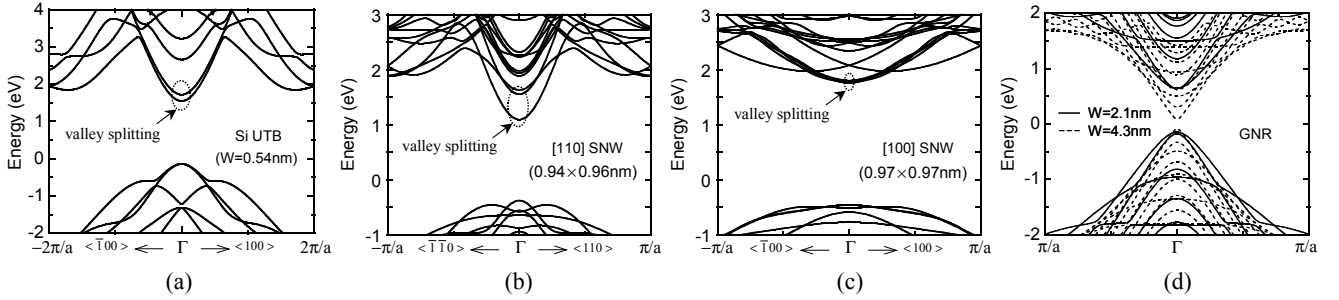 4
3
2
1
0
-1
-2
Energy (eV)
valley splitting
Si UTB
(W=0.54nm)
−2π/a
< 1̅00 >
Γ
<100>
2π/a
(a)
3
2
1
0
-1
Energy (eV)
valley splitting
[110] SNW
(0.94×0.96nm)
−π/a
< 1̅1̅0 >
Γ
<110>
π/a
(b)
3
2
1
0
-1
Energy (eV)
valley splitting
[100] SNW
(0.97×0.97nm)
−π/a
< 1̅00 >
Γ
<100>
π/a
(c)
2
1
0
-1
-2
Energy (eV)
W=2.1nm
W=4.3nm
GNR
π/a
Γ
π/a
(d)